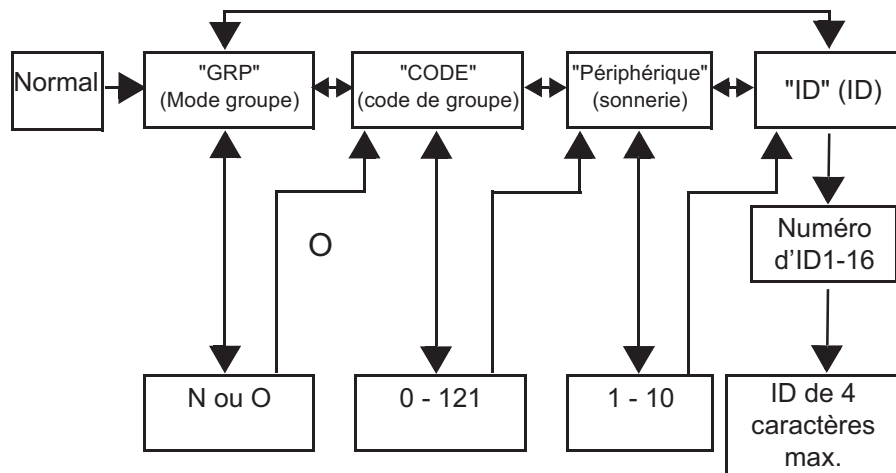 Normal
"GRP"
(Mode groupe)
"CODE"
(code de groupe)
"Périphérique"
(sonnerie)
"ID" (ID)
O
Numéro
d'ID1-16
N ou O
0 - 121
1 - 10
ID de 4
caractères
max.